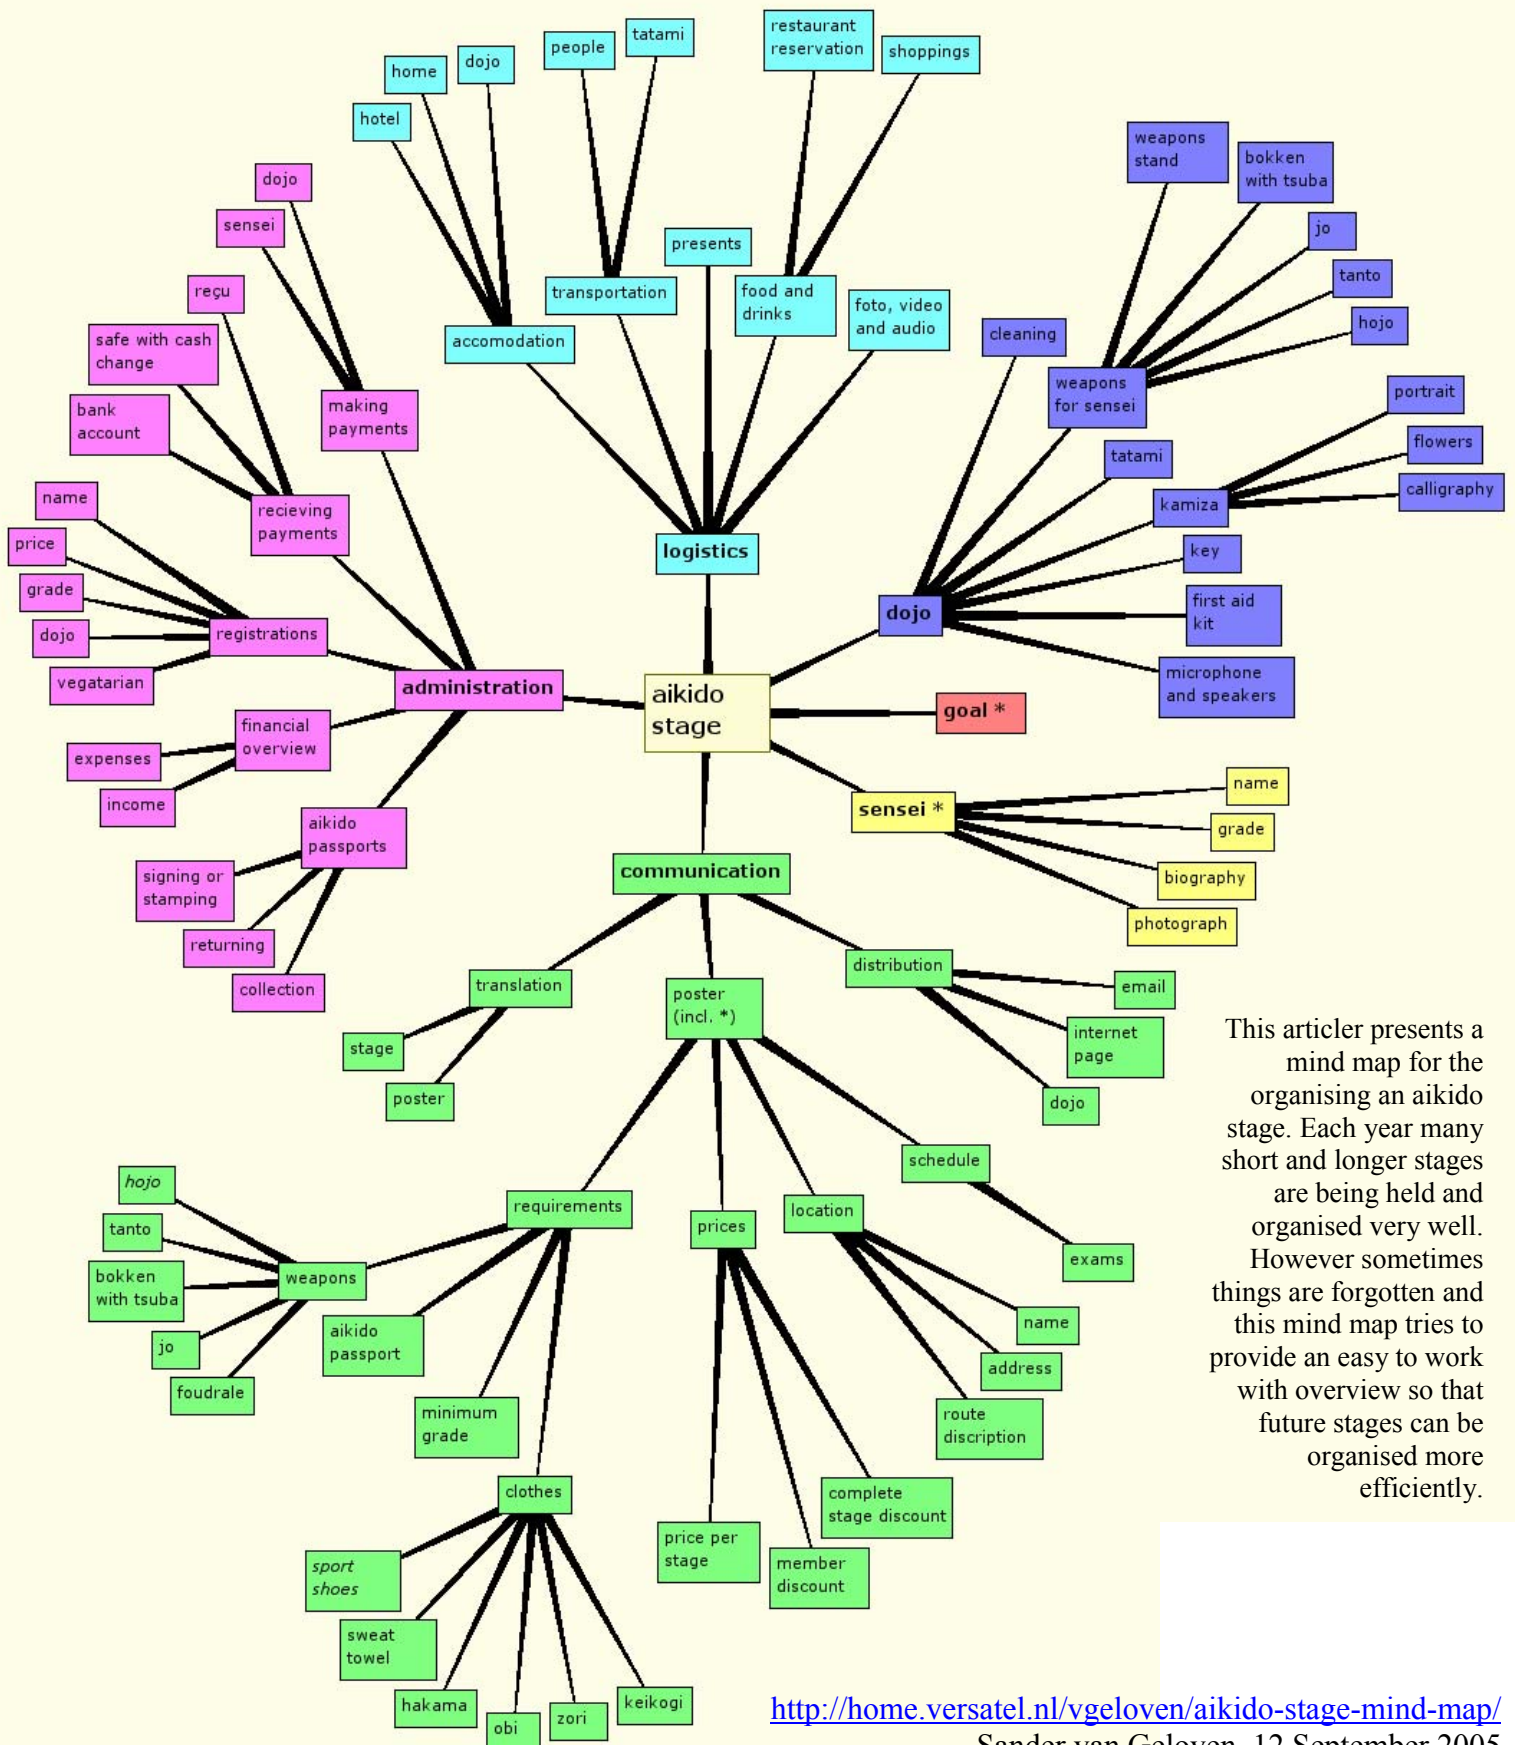 restaurant
reservation
shoppings
tatami
people
dojo
home
hotel
presents
transportation
food and
drinks
foto, video
and audio
accomodation
logistics
weapons
stand
bokken
with tsuba
jo
tanto
hojo
cleaning
weapons
for sensei
portrait
flowers
calligraphy
tatami
kamiza
key
first aid
kit
microphone
and speakers
dojo
dojo
sensei
reçu
safe with cash
change
bank
account
making
payments
recieving
payments
name
price
grade
dojo
vegatarian
registrations
administration
financial
overview
expenses
income
aikido
passports
signing or
stamping
returning
collection
aikido
stage
goal *
sensei *
name
grade
biography
photograph
communication
translation
stage
poster
poster
(incl. *)
distribution
email
internet
page
dojo
schedule
exams
location
name
address
route
discription
prices
complete
stage discount
member
discount
price per
stage
requirements
weapons
hojo
tanto
bokken
with tsuba
jo
foudrale
aikido
passport
minimum
grade
clothes
sport
shoes
sweat
towel
hakama
obi
zori
keikogi
This articler presents a
mind map for the
organising an aikido
stage. Each year many
short and longer stages
are being held and
organised very well.
However sometimes
things are forgotten and
this mind map tries to
provide an easy to work
with overview so that
future stages can be
organised more
efficiently.
http://home.versatel.nl/vgeloven/aikido-stage-mind-map/
Sander van Geloven, 12 September 2005